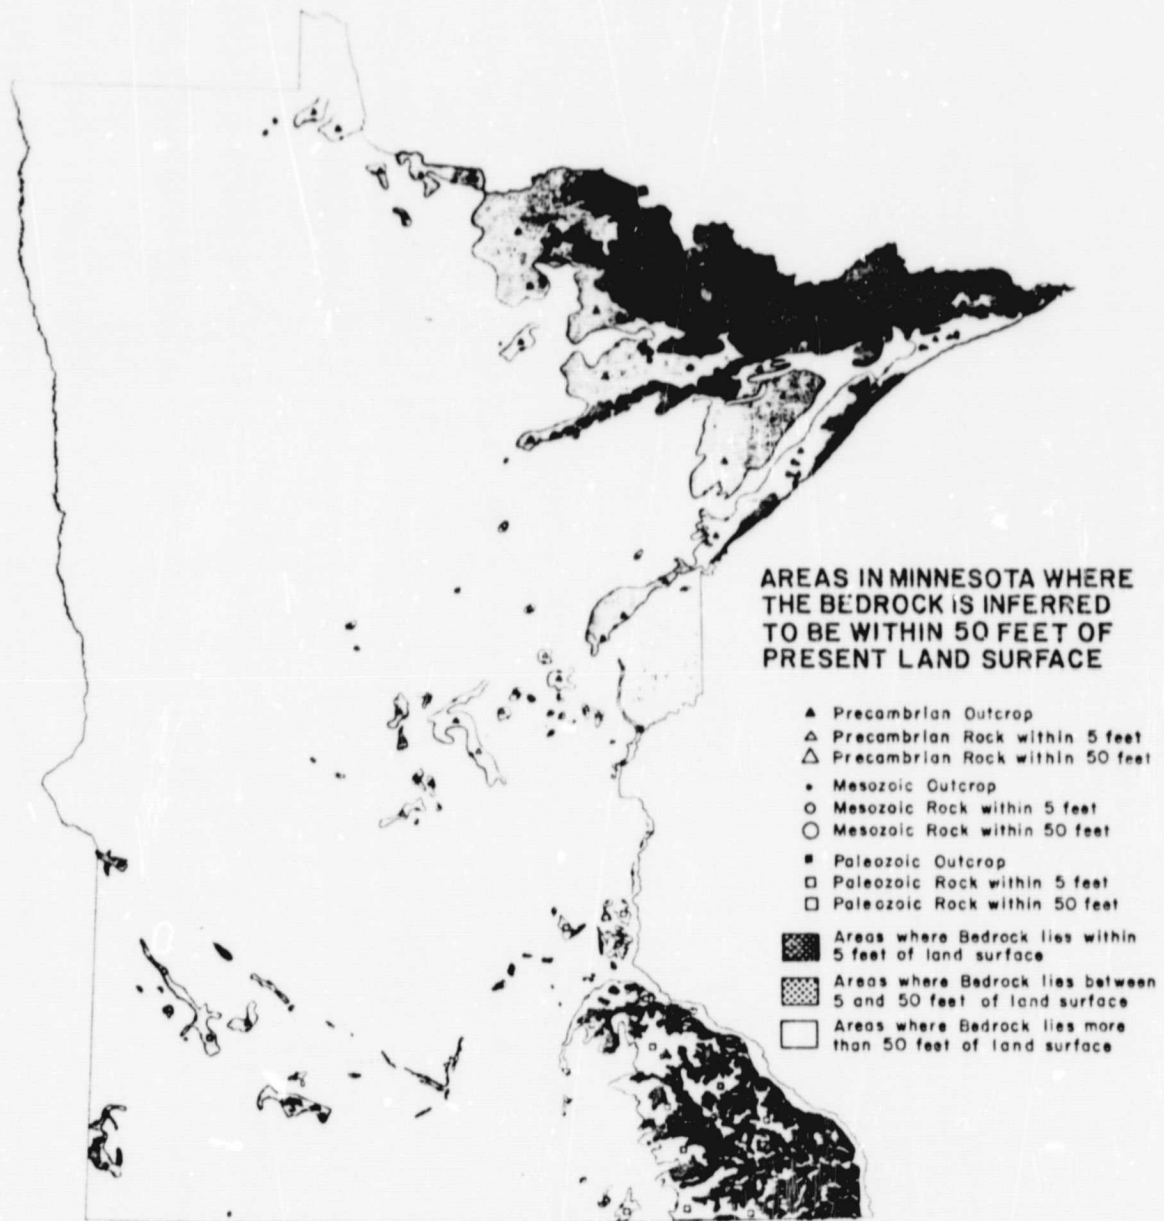 AREAS IN MINNESOTA WHERE
THE BEDROCK IS INFERRED
TO BE WITHIN 50 FEET OF
PRESENT LAND SURFACE
Precambrian Outcrop
Precambrian Rock within 5 feet
Precambrian Rock within 50 feet
Mesozoic Outcrop
Mesozoic Rock within 5 feet
Mesozoic Rock within 50 feet
Paleozoic Outcrop
Paleozoic Rock within 5 feet
Paleozoic Rock within 50 feet
Areas where Bedrock lies within
5 feet of land surface
Areas where Bedrock lies between
5 and 50 feet of land surface
Areas where Bedrock lies more
than 50 feet of land surface